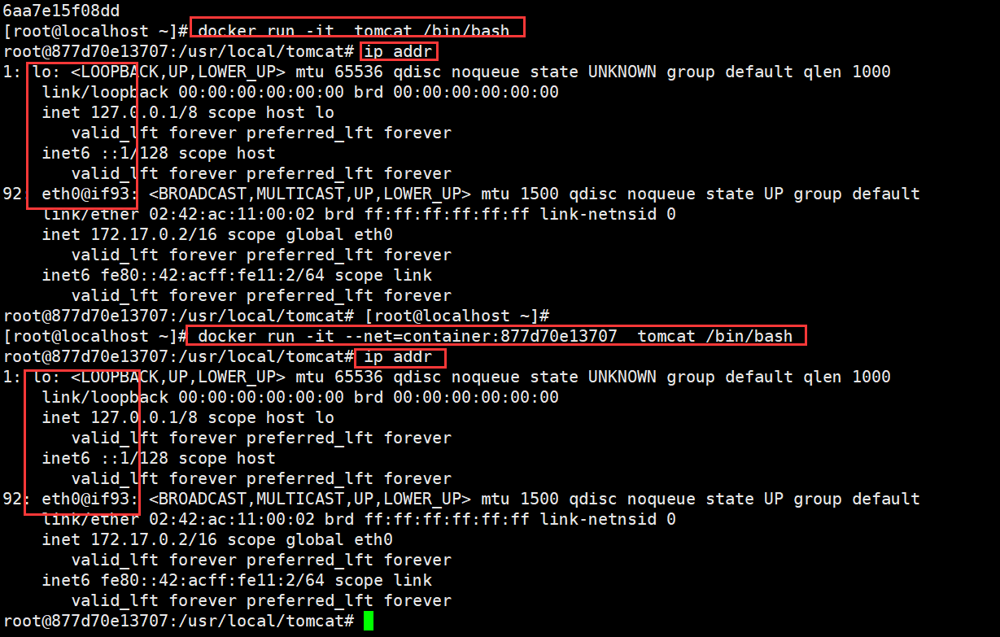 6aa7e15f08dd
[root@localhost ~]# docker run -it  tomcat /bin/bash
root@877d70e13707:/usr/local/tomcat# ip addr
1: lo: <LOOPBACK,UP,LOWER_UP> mtu 65536 qdisc noqueue state UNKNOWN group default qlen 1000
    link/loopback 00:00:00:00:00:00 brd 00:00:00:00:00:00
    inet 127.0.0.1/8 scope host lo
       valid_lft forever preferred_lft forever
    inet6 ::1/128 scope host
       valid_lft forever preferred_lft forever
92: eth0@if93: <BROADCAST,MULTICAST,UP,LOWER_UP> mtu 1500 qdisc noqueue state UP group default
    link/ether 02:42:ac:11:00:02 brd ff:ff:ff:ff:ff:ff link-netnsid 0
    inet 172.17.0.2/16 scope global eth0
       valid_lft forever preferred_lft forever
    inet6 fe80::42:acff:fe11:2/64 scope link
       valid_lft forever preferred_lft forever
root@877d70e13707:/usr/local/tomcat# [root@localhost ~]#
[root@localhost ~]# docker run -it --net=container:877d70e13707  tomcat /bin/bash
root@877d70e13707:/usr/local/tomcat# ip addr
1: lo: <LOOPBACK,UP,LOWER_UP> mtu 65536 qdisc noqueue state UNKNOWN group default qlen 1000
    link/loopback 00:00:00:00:00:00 brd 00:00:00:00:00:00
    inet 127.0.0.1/8 scope host lo
       valid_lft forever preferred_lft forever
    inet6 ::1/128 scope host
       valid_lft forever preferred_lft forever
92: eth0@if93: <BROADCAST,MULTICAST,UP,LOWER_UP> mtu 1500 qdisc noqueue state UP group default
    link/ether 02:42:ac:11:00:02 brd ff:ff:ff:ff:ff:ff link-netnsid 0
    inet 172.17.0.2/16 scope global eth0
       valid_lft forever preferred_lft forever
    inet6 fe80::42:acff:fe11:2/64 scope link
       valid_lft forever preferred_lft forever
root@877d70e13707:/usr/local/tomcat#